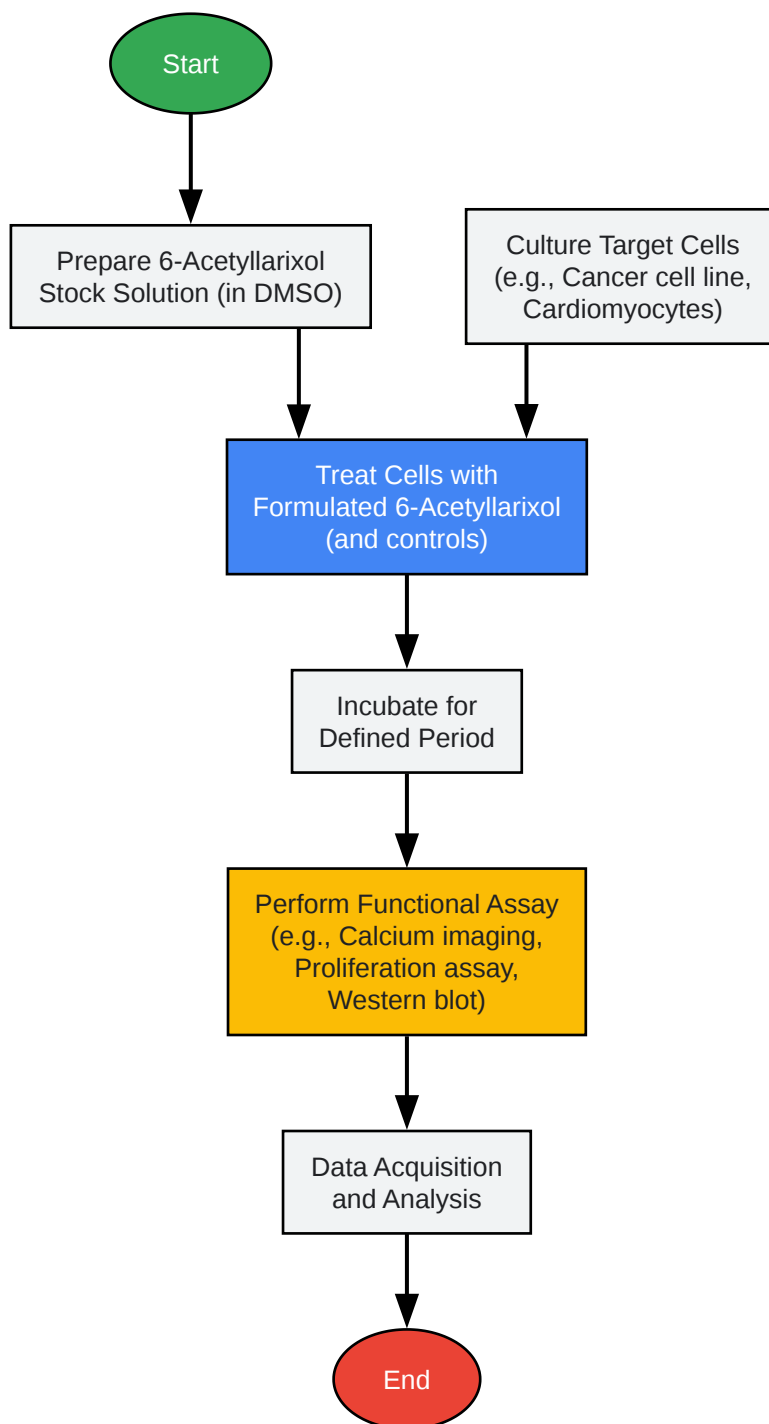 Start
Prepare 6-Acetyllarixol
Stock Solution (in DMSO)
Culture Target Cells
(e.g., Cancer cell line,
Cardiomyocytes)
Treat Cells with
Formulated 6-Acetyllarixol
(and controls)
Incubate for
Defined Period
Perform Functional Assay
(e.g., Calcium imaging,
Proliferation assay,
Western blot)
Data Acquisition
and Analysis
End